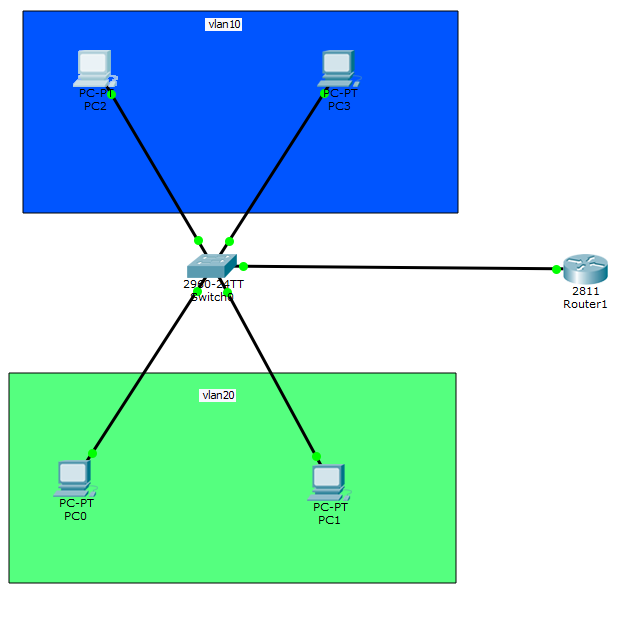 vlan10
PC-PT
PC2
PC-PT
PC3
2960-24TT
Switch0
2811
Router1
vlan20
PC-PT
PC0
PC-PT
PC1